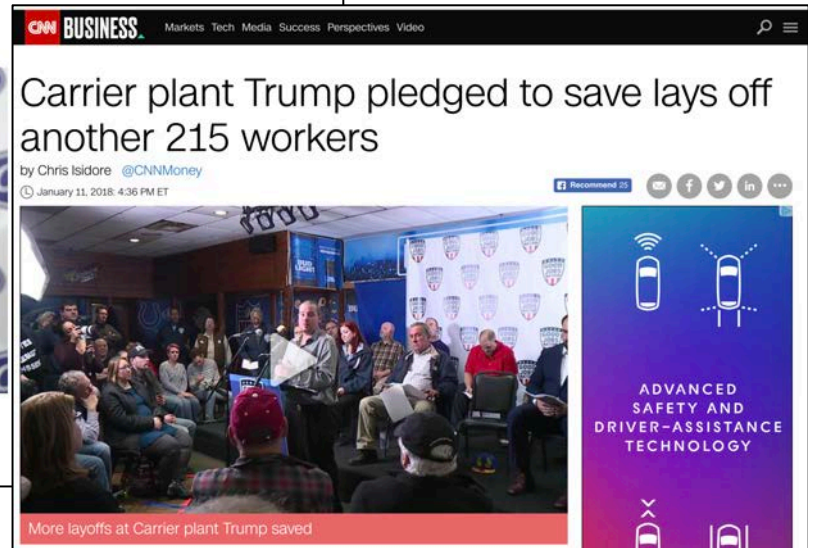 CNN BUSINESS Markets Tech Media Success Perspectives Video
Carrier plant Trump pledged to save lays off
another 215 workers
by Chris Isidore @CNNMoney
January 11, 2018: 4:36 PM ET
Recommend 25
BUD
LIGHT
More layoffs at Carrier plant Trump saved
ADVANCED
SAFETY AND
DRIVER-ASSISTANCE
TECHNOLOGY